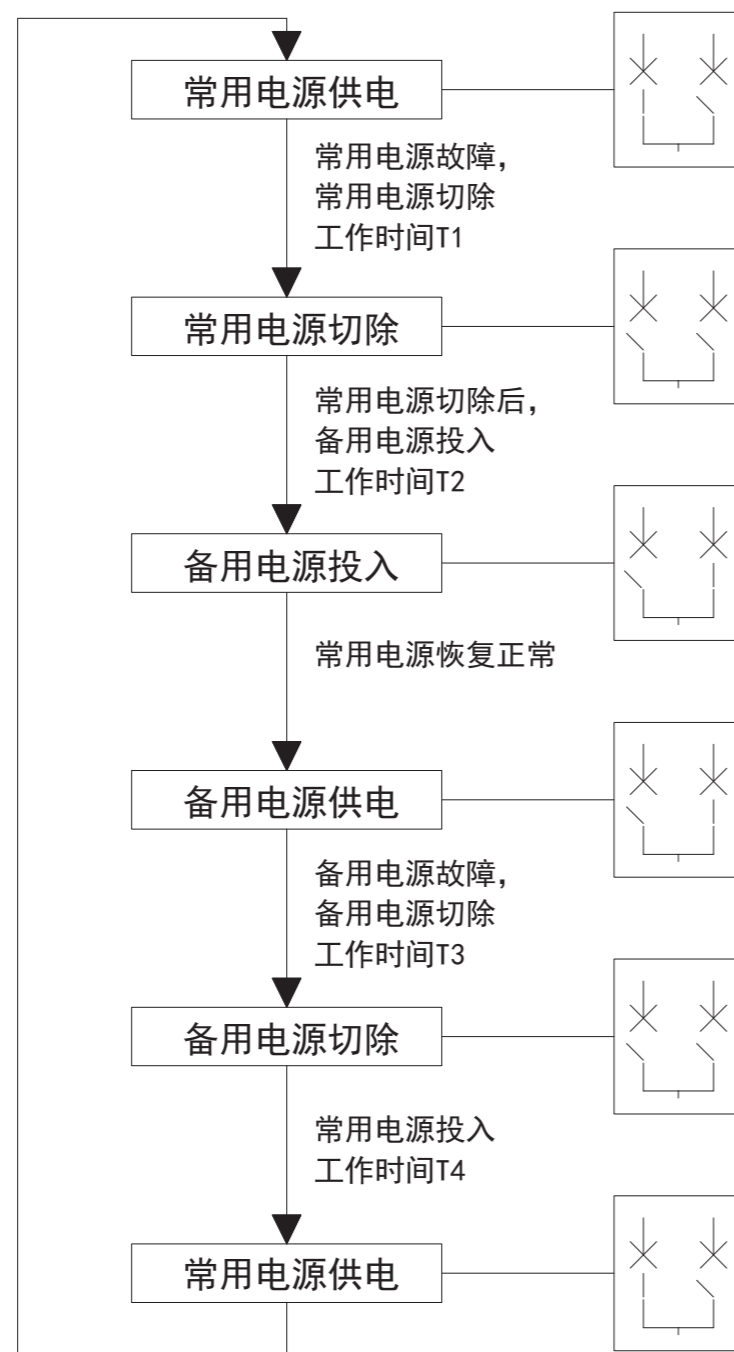 常用电源供电
常用电源故障,
常用电源切除
工作时间T1
常用电源切除
常用电源切除后,
备用电源投入
工作时间T2
备用电源投入
常用电源恢复正常
备用电源供电
备用电源故障,
备用电源切除
工作时间T3
备用电源切除
常用电源投入
工作时间T4
常用电源供电